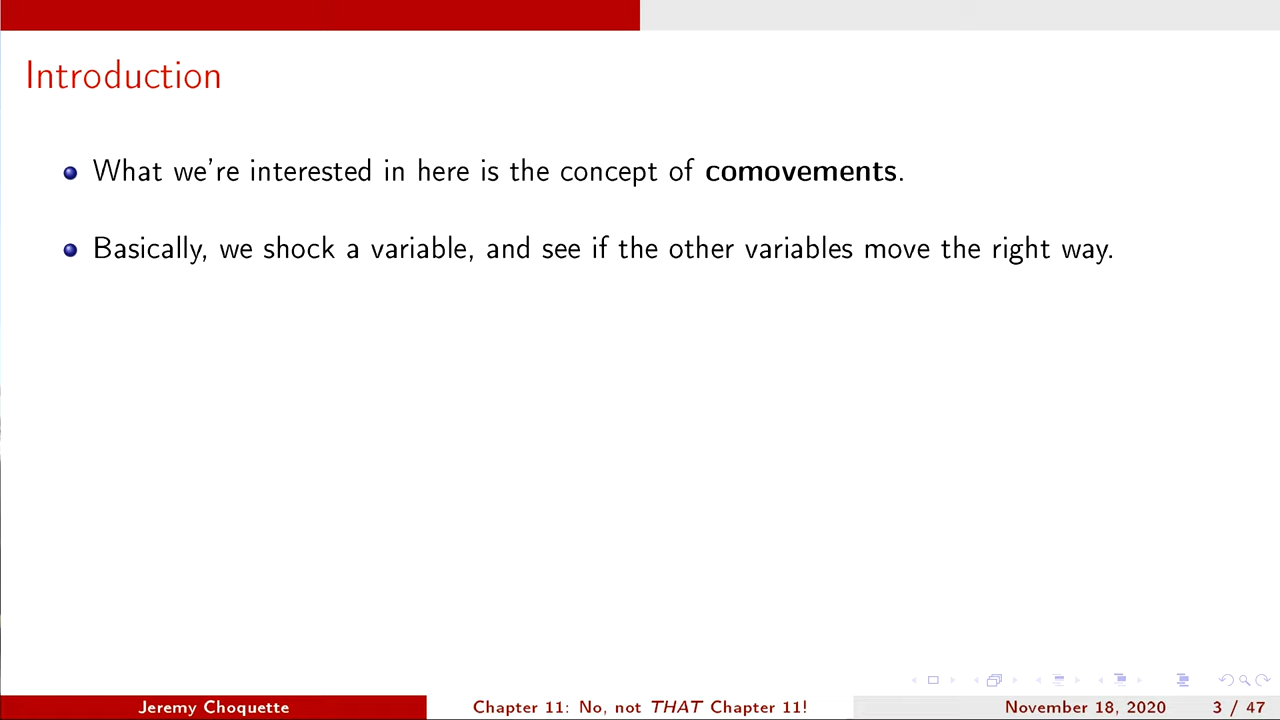 Introduction
What we're interested in here is the concept of comovements.
Basically, we shock a variable, and see if the other variables move the right way.
Jeremy Choquette
Chapter 11: No, not THAT Chapter 11!
November 18, 2020
3 / 47